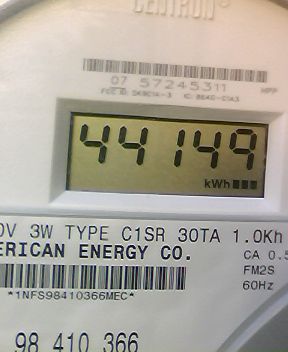 CENTRON
07 57245311
44149
kWh
V 3W TYPE C1SR 30TA 1.0Kh
ERICAN ENERGY CO.
CA 0.5
FM2S
*1NFS98410366MEC*
60Hz
98 410 366